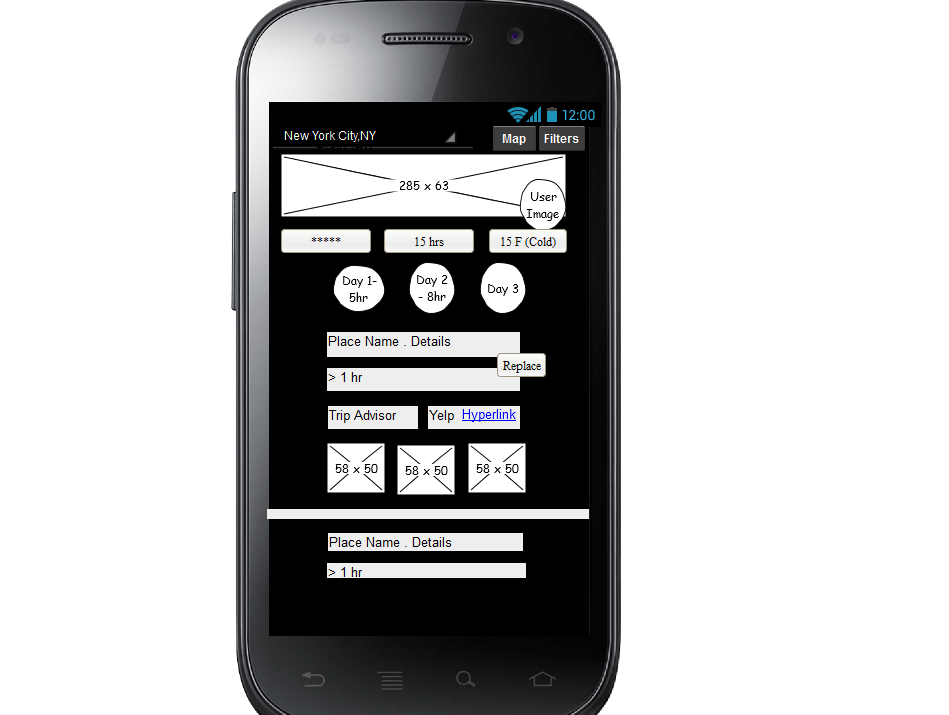 12:00
New York City,NY
Map
Filters
285 x 63
User
Image
*****
15 hrs
15 F (Cold)
Day 1-
5hr
Day 2
- 8hr
Day 3
Place Name . Details
Replace
> 1 hr
Trip Advisor
Yelp Hyperlink
58 x 50
58 x 50
58 x 50
Place Name . Details
> 1 hr